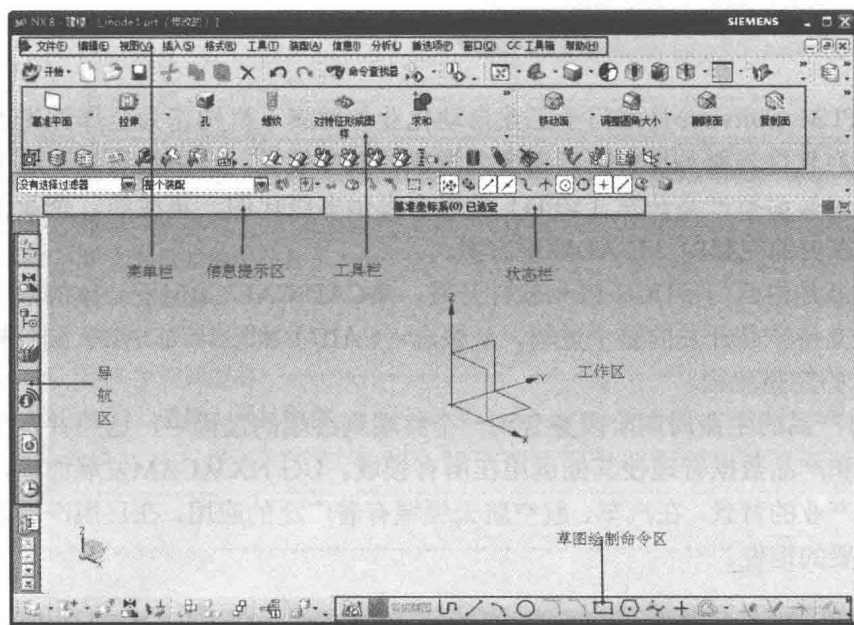 NX 8 - 建模 - [_mode1.prt (修改的) ] SIEMENS
文件(F) 编辑(E) 视图(V) 插入(S) 格式(R) 工具(T) 装配(A) 信息(I) 分析(L) 首选项(P) 窗口(O) GC 工具箱 帮助(H)
开始 命令查找器
基准平面 拉伸 孔 螺纹 对特征形成图样 求和 移动面 调整圆角大小 删除面 复制面
没有选择过滤器 整个装配
基准坐标系(0) 已选定
菜单栏 信息提示区 工具栏 状态栏
Z
Y
X
工作区
导航区
草图绘制命令区
Z